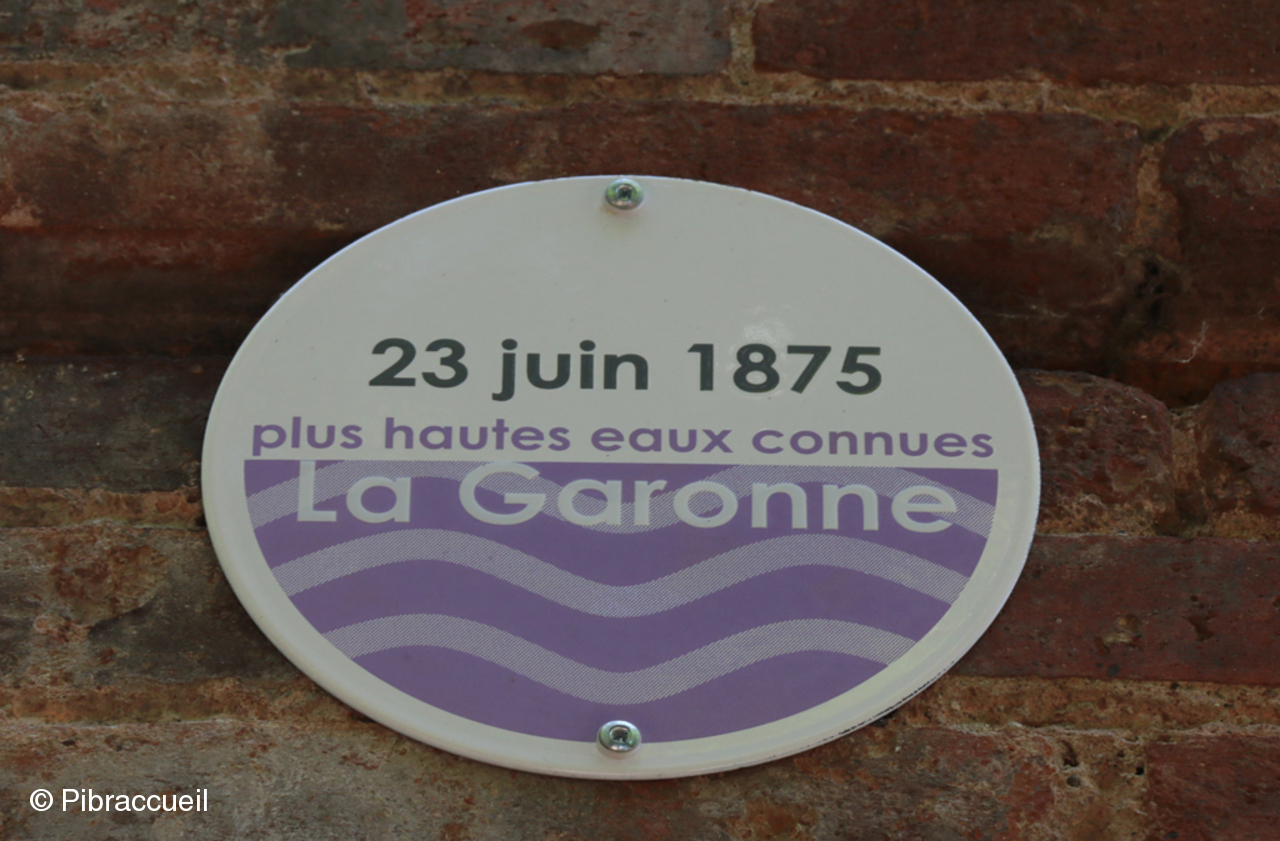 23 juin 1875
plus hautes eaux connues
La Garonne
© Pibraccueil